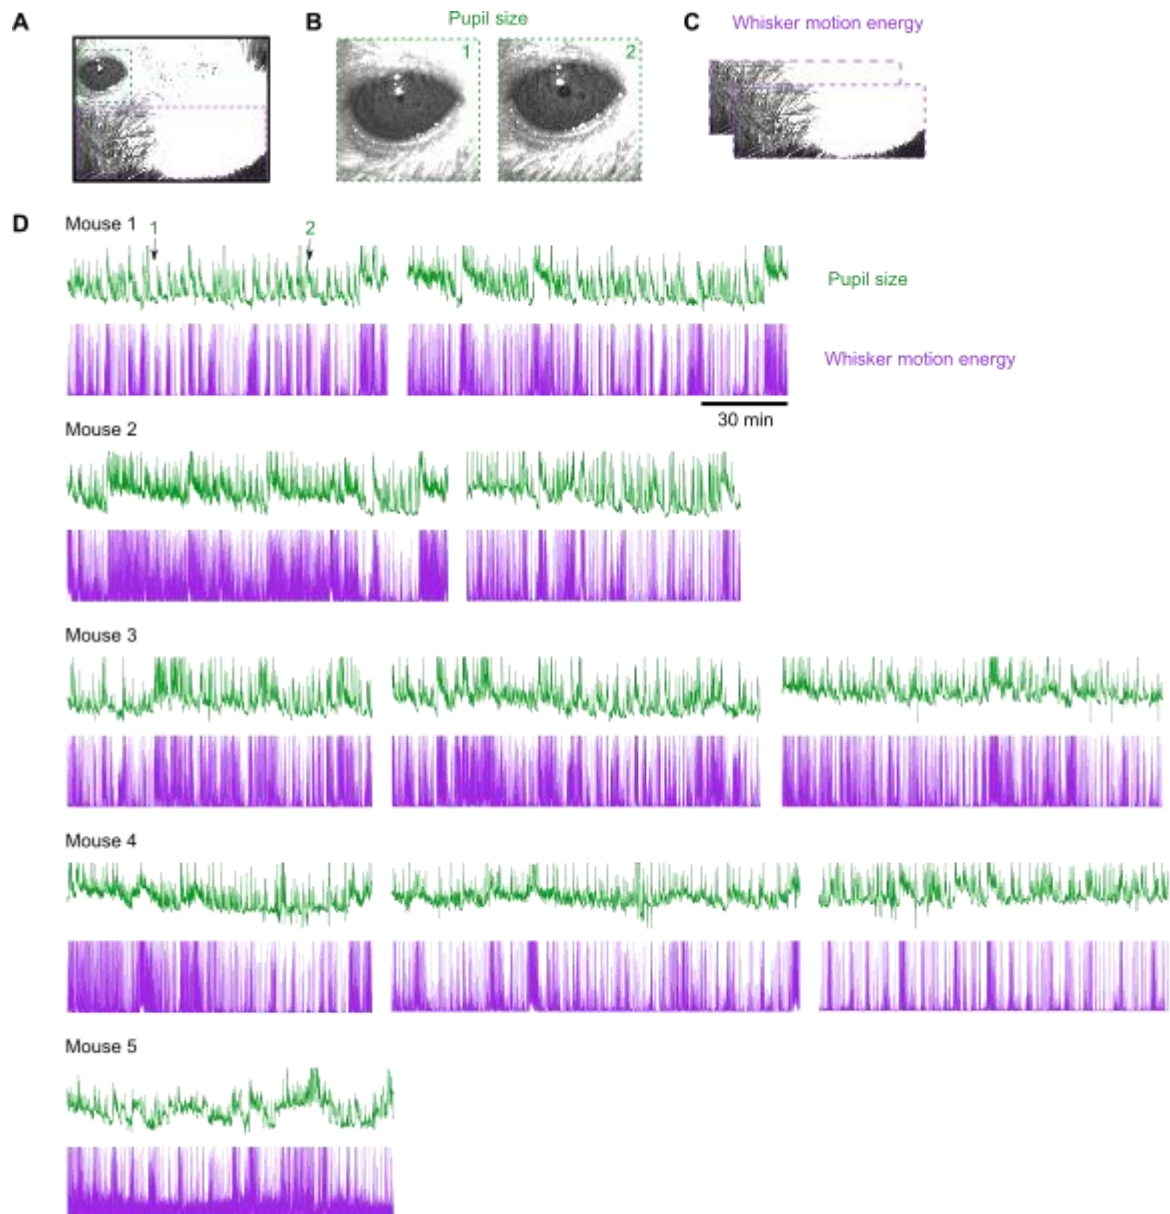 A
B
Pupil size
C
Whisker motion energy
1
2
D
Mouse 1
1
2
Pupil size
Whisker motion energy
30 min
Mouse 2
Mouse 3
Mouse 4
Mouse 5